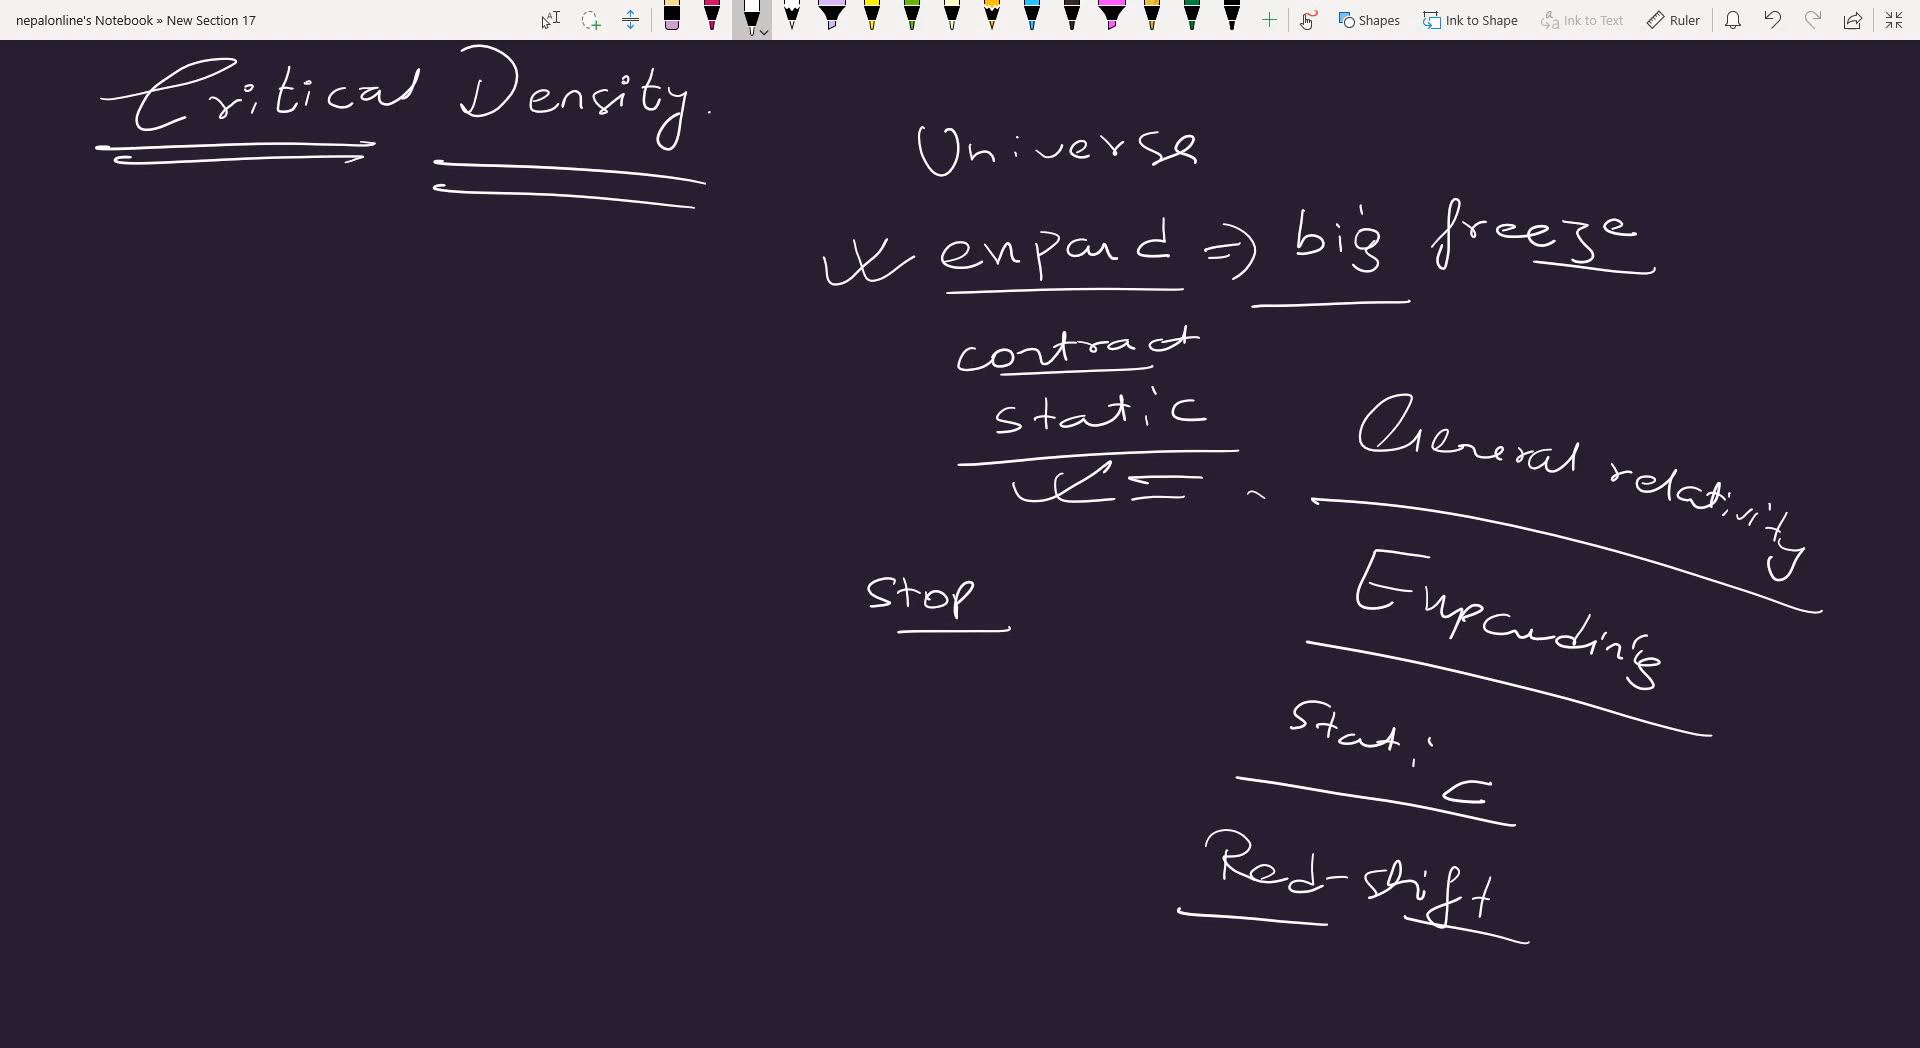 nepalonline's Notebook » New Section 17
Shapes Ink to Shape Ink to Text Ruler
Critical Density.
Universe
expand => big freeze
contract
static
General relativity
stop
Expanding
static
Red-shift